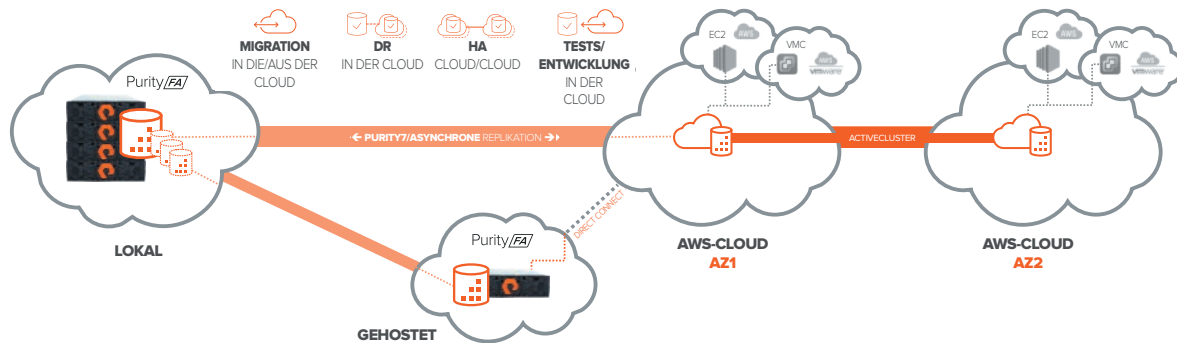 MIGRATION
IN DIE/AUS DER
CLOUD
DR
IN DER CLOUD
HA
CLOUD/CLOUD
TESTS/
ENTWICKLUNG
IN DER
CLOUD
Purity FA
LOKAL
PURITY7/ASYNCHRONE REPLIKATION
Purity FA
GEHOSTET
DIRECT CONNECT
EC2
AWS
VMC
AWS
vmware
AWS-CLOUD
AZ1
ACTIVECLUSTER
EC2
AWS
VMC
AWS
vmware
AWS-CLOUD
AZ2